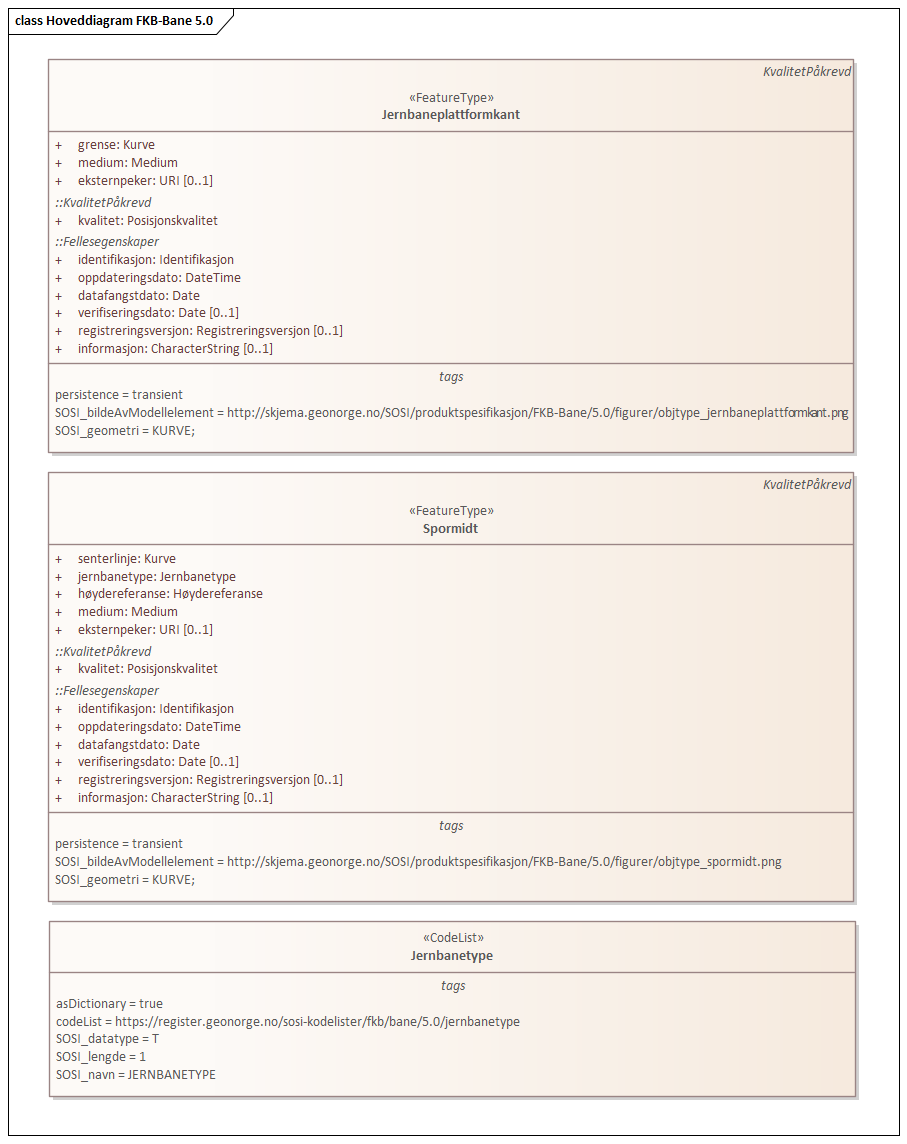 class Hoveddiagram FKB-Bane 5.0
KvalitetPåkrevd
«FeatureType»
Jernbaneplattformkant
+ grense: Kurve
+ medium: Medium
+ eksternpeker: URI [0..1]
::KvalitetPåkrevd
+ kvalitet: Posisjonskvalitet
::Fellesegenskaper
+ identifikasjon: Identifikasjon
+ oppdateringsdato: DateTime
+ datafangstdato: Date
+ verifiseringsdato: Date [0..1]
+ registreringsversjon: Registreringsversjon [0..1]
+ informasjon: CharacterString [0..1]
tags
persistence = transient
SOSI_bildeAvModellelement = http://skjema.geonorge.no/SOSI/produktspesifikasjon/FKB-Bane/5.0/figurer/objtype_jernbaneplattformkant.png
SOSI_geometri = KURVE;
KvalitetPåkrevd
«FeatureType»
Spormidt
+ senterlinje: Kurve
+ jernbanetype: Jernbanetype
+ høydereferanse: Høydereferanse
+ medium: Medium
+ eksternpeker: URI [0..1]
::KvalitetPåkrevd
+ kvalitet: Posisjonskvalitet
::Fellesegenskaper
+ identifikasjon: Identifikasjon
+ oppdateringsdato: DateTime
+ datafangstdato: Date
+ verifiseringsdato: Date [0..1]
+ registreringsversjon: Registreringsversjon [0..1]
+ informasjon: CharacterString [0..1]
tags
persistence = transient
SOSI_bildeAvModellelement = http://skjema.geonorge.no/SOSI/produktspesifikasjon/FKB-Bane/5.0/figurer/objtype_spormidt.png
SOSI_geometri = KURVE;
«CodeList»
Jernbanetype
tags
asDictionary = true
codeList = https://register.geonorge.no/sosi-kodelister/fkb/bane/5.0/jernbanetype
SOSI_datatype = T
SOSI_lengde = 1
SOSI_navn = JERNBANETYPE